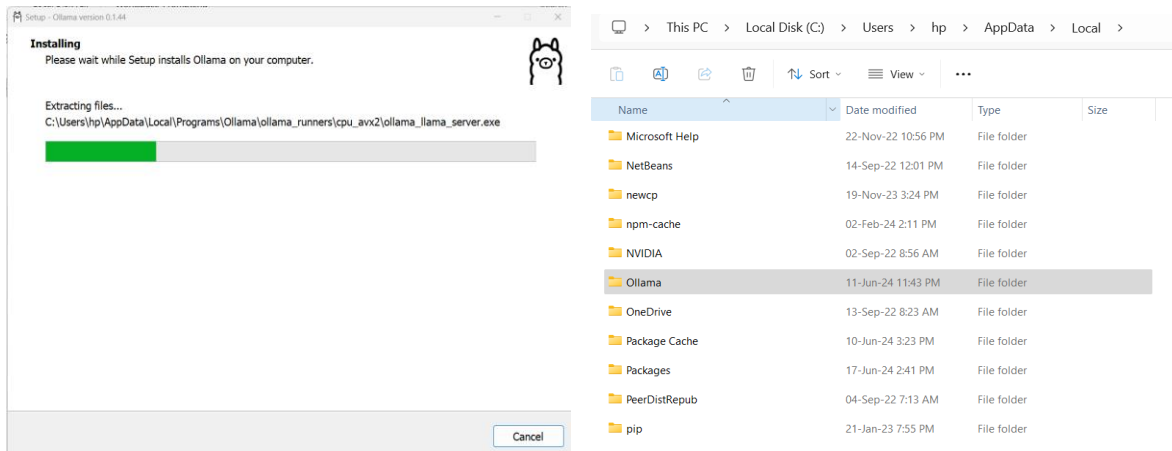 Setup - Ollama version 0.1.44
Installing
Please wait while Setup installs Ollama on your computer.
Extracting files...
C:\Users\hp\AppData\Local\Programs\Ollama\ollama_runners\cpu_avx2\ollama_llama_server.exe
Cancel
> This PC > Local Disk (C:) > Users > hp > AppData > Local >
Sort View
Name Date modified Type Size
Microsoft Help 22-Nov-22 10:56 PM File folder
NetBeans 14-Sep-22 12:01 PM File folder
newcp 19-Nov-23 3:24 PM File folder
npm-cache 02-Feb-24 2:11 PM File folder
NVIDIA 02-Sep-22 8:56 AM File folder
Ollama 11-Jun-24 11:43 PM File folder
OneDrive 13-Sep-22 8:23 AM File folder
Package Cache 10-Jun-24 3:23 PM File folder
Packages 17-Jun-24 2:41 PM File folder
PeerDistRepub 04-Sep-22 7:13 AM File folder
pip 21-Jan-23 7:55 PM File folder